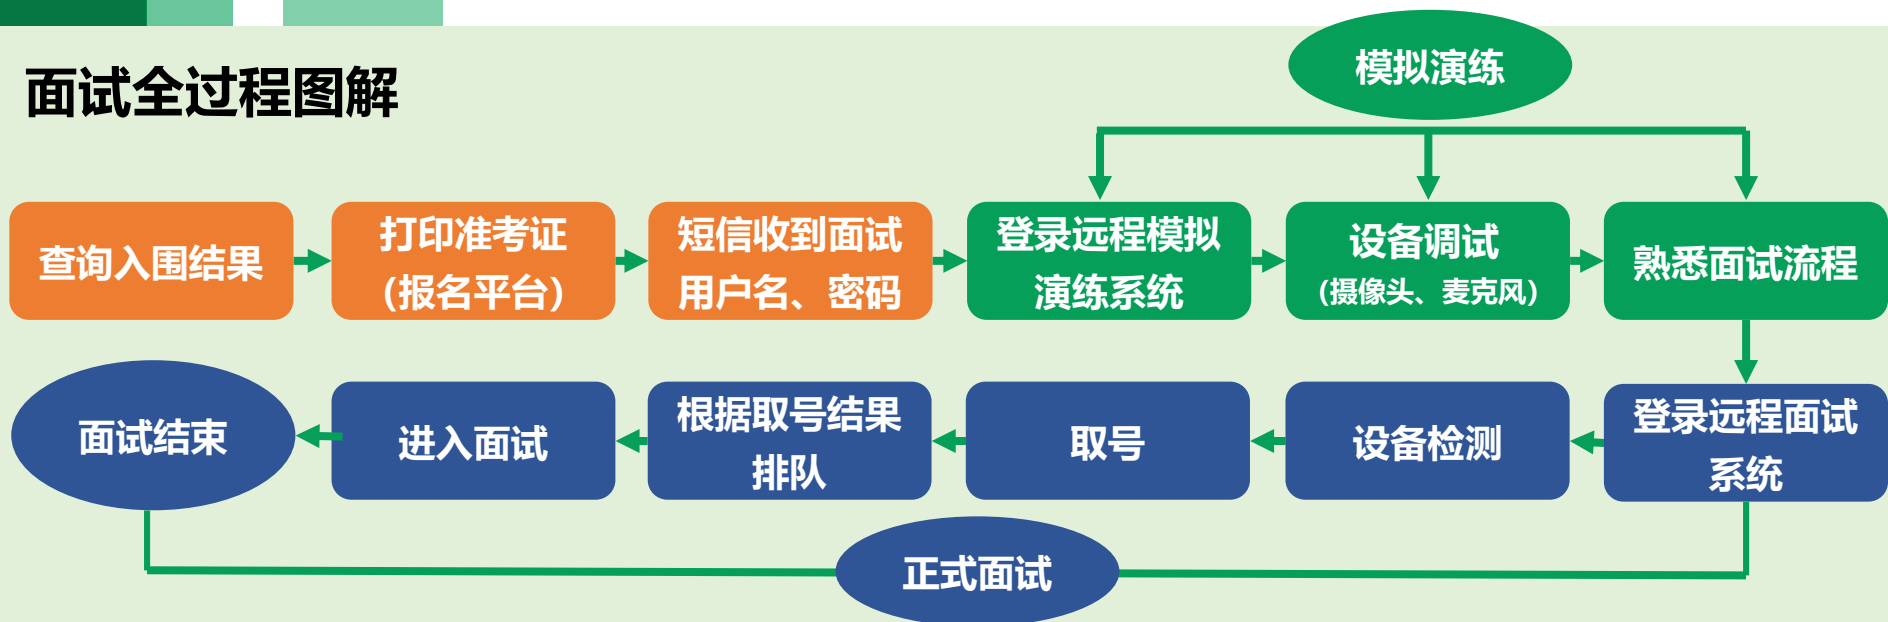 面试全过程图解
模拟演练
查询入围结果
打印准考证
（报名平台）
短信收到面试
用户名、密码
登录远程模拟
演练系统
设备调试
（摄像头、麦克风）
熟悉面试流程
登录远程面试
系统
设备检测
取号
根据取号结果
排队
进入面试
面试结束
正式面试